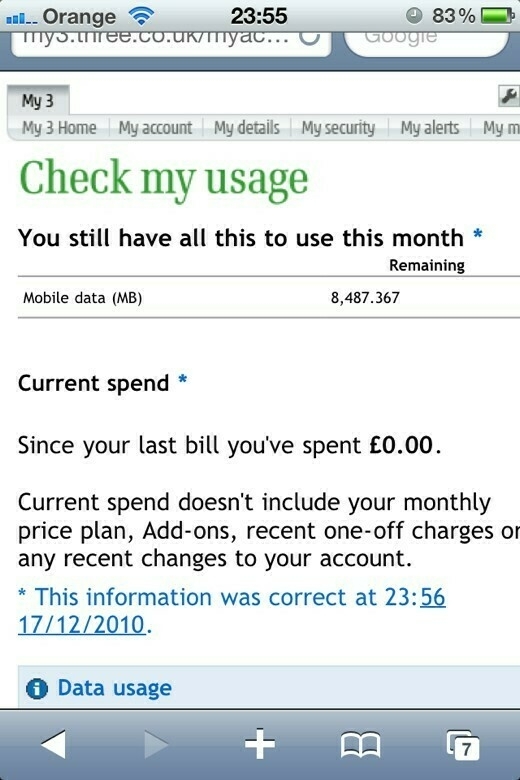 Orange 23:55 83%
my3.three.co.uk/myac... Google
My 3
My 3 Home My account My details My security My alerts My m
Check my usage
You still have all this to use this month *
Remaining
Mobile data (MB) 8,487.367
Current spend *
Since your last bill you've spent £0.00.
Current spend doesn't include your monthly
price plan, Add-ons, recent one-off charges or
any recent changes to your account.
* This information was correct at 23:56
17/12/2010.
Data usage
7